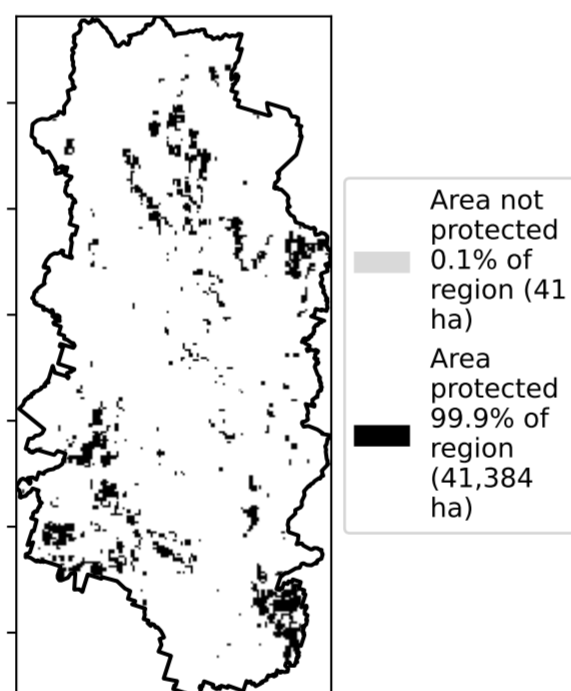 Area not
protected
0.1% of
region (41
ha)
Area
protected
99.9% of
region
(41,384
ha)